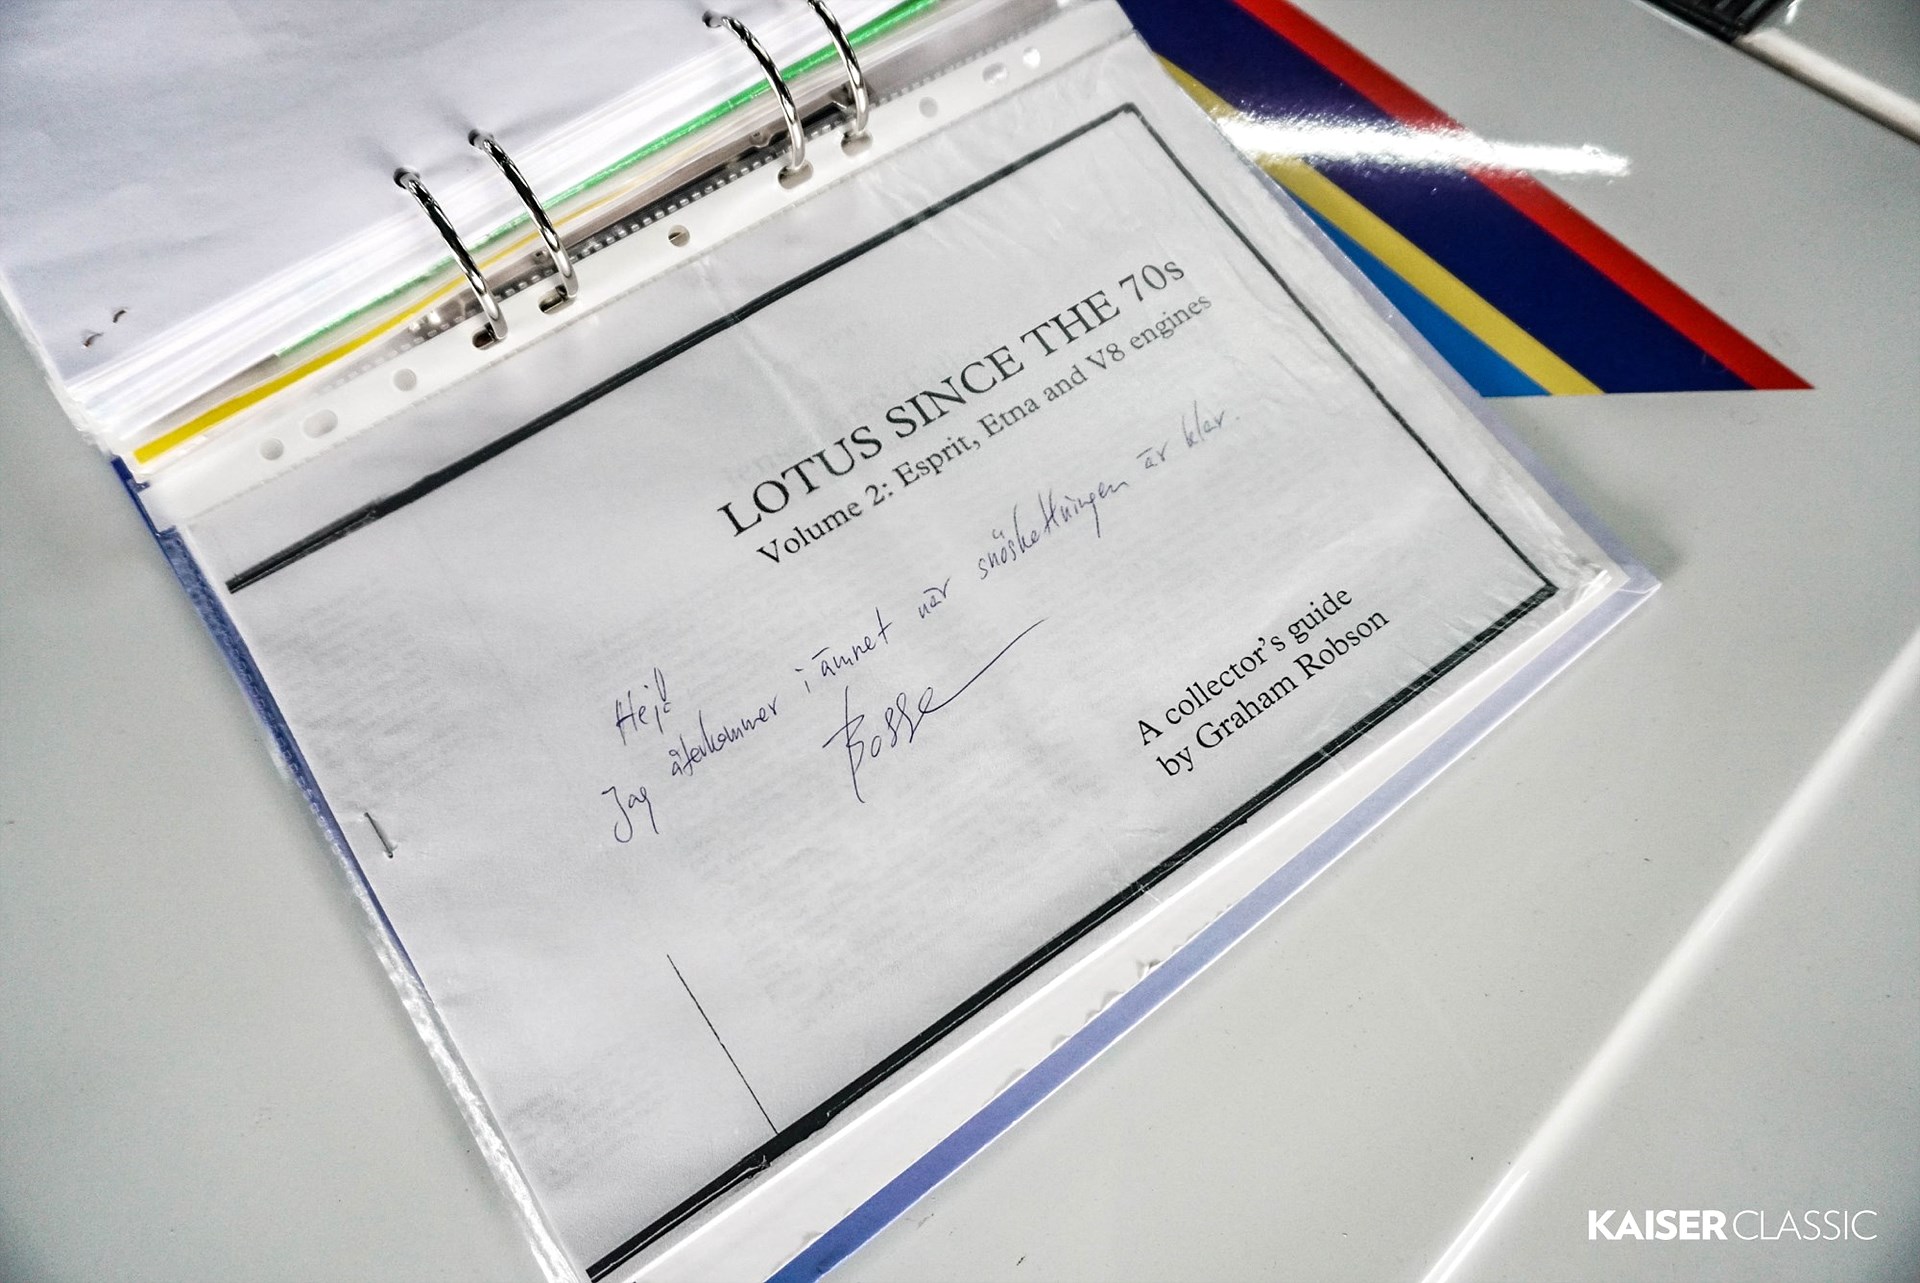 LOTUS SINCE THE 70s
Volume 2: Esprit, Etna and V8 engines
Hej!
Jag återkommer i ämnet när snöskottningen är klar.
Bosse
A collector's guide
by Graham Robson
KAISER CLASSIC